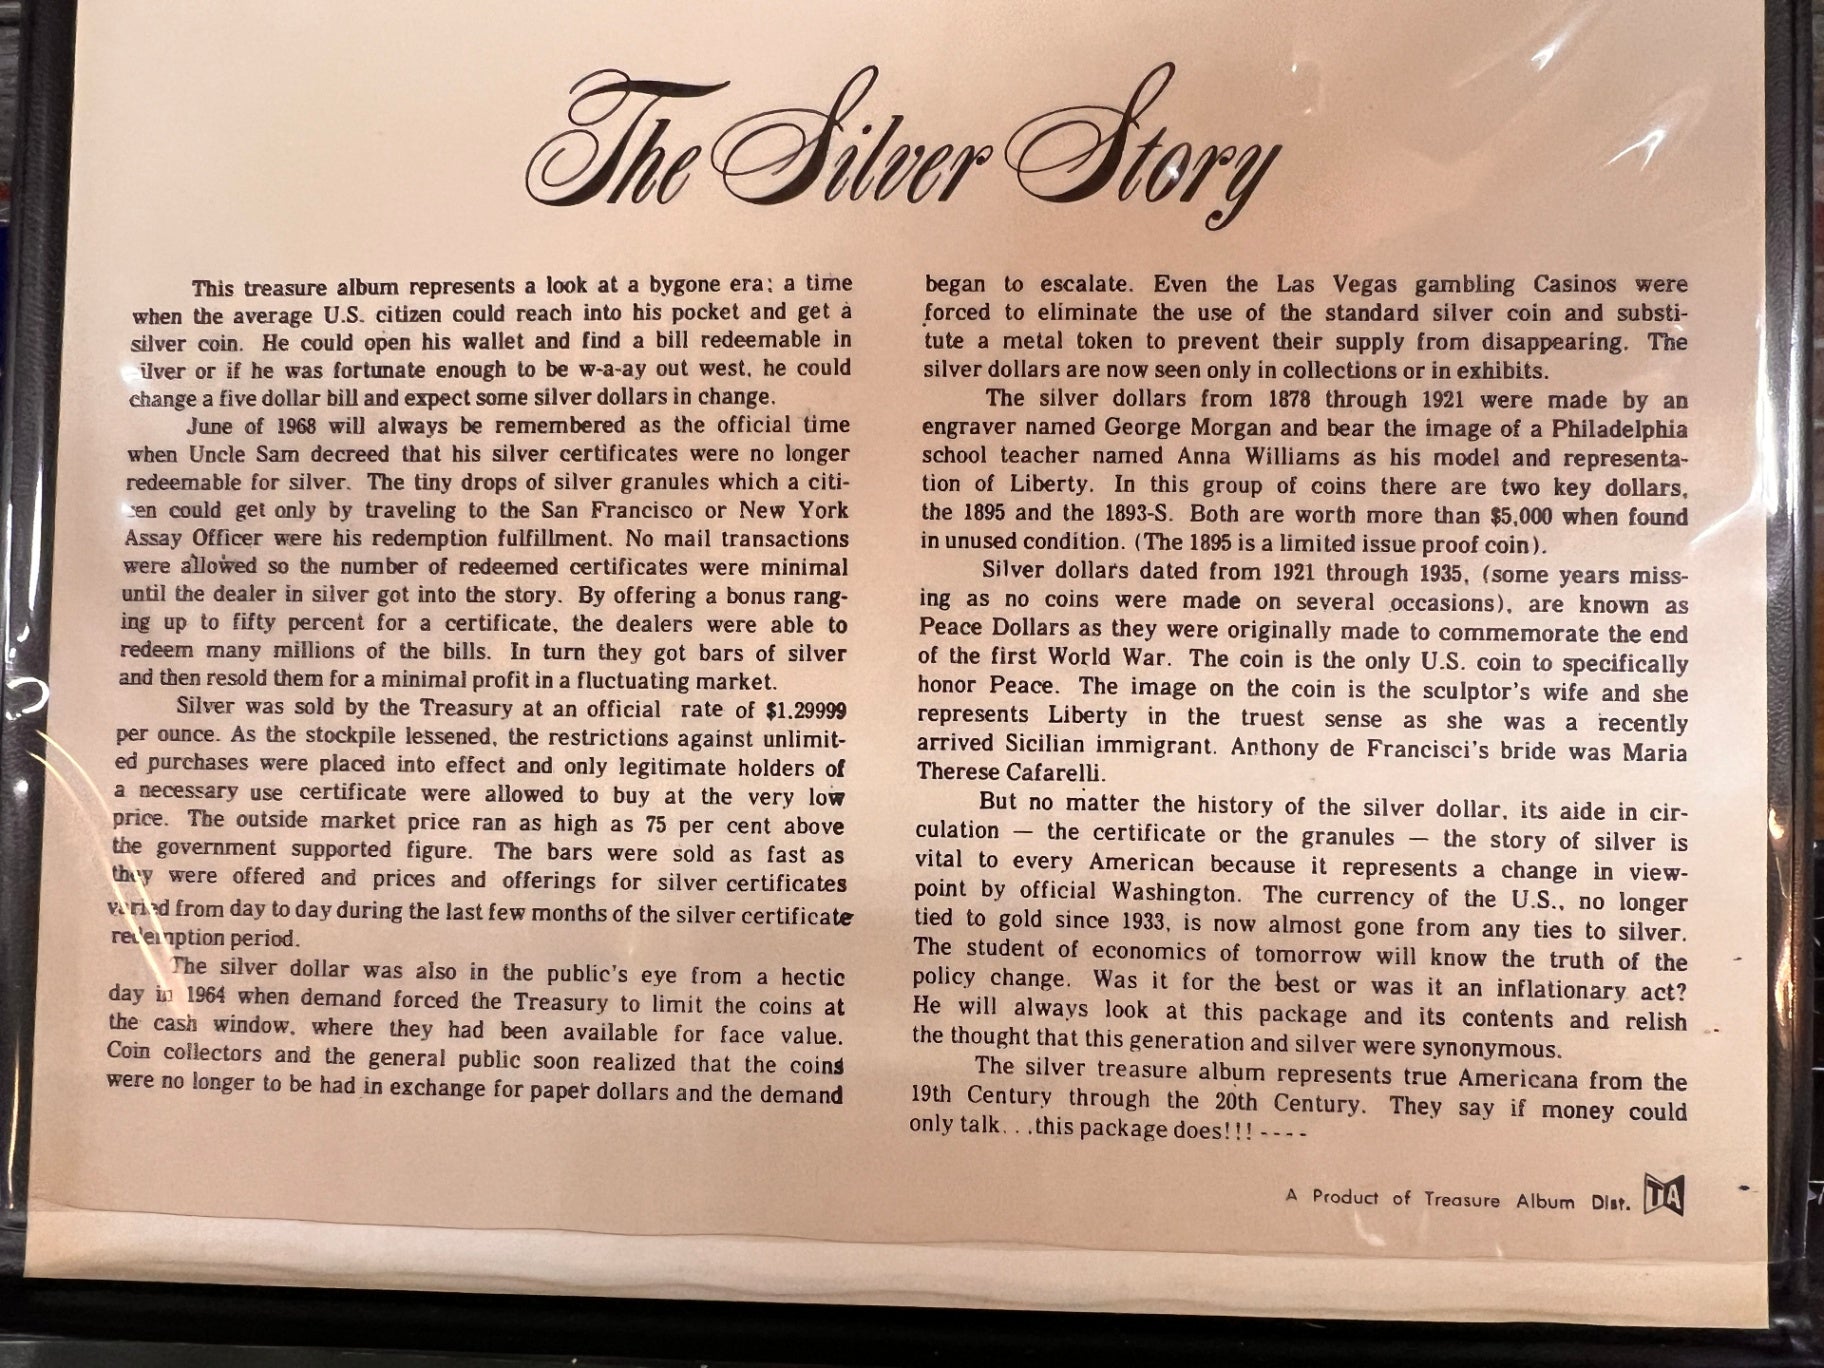 The Silver Story
This treasure album represents a look at a bygone era; a time
when the average U.S. citizen could reach into his pocket and get a
silver coin. He could open his wallet and find a bill redeemable in
ilver or if he was fortunate enough to be w-a-ay out west, he could
change a five dollar bill and expect some silver dollars in change.
June of 1968 will always be remembered as the official time
when Uncle Sam decreed that his silver certificates were no longer
redeemable for silver. The tiny drops of silver granules which a citi-
zen could get only by traveling to the San Francisco or New York
Assay Officer were his redemption fulfillment. No mail transactions
were allowed so the number of redeemed certificates were minimal
until the dealer in silver got into the story. By offering a bonus rang-
ing up to fifty percent for a certificate, the dealers were able to
redeem many millions of the bills. In turn they got bars of silver
and then resold them for a minimal profit in a fluctuating market.
Silver was sold by the Treasury at an official rate of $1.29999
per ounce. As the stockpile lessened, the restrictions against unlimit-
ed purchases were placed into effect and only legitimate holders of
a necessary use certificate were allowed to buy at the very low
price. The outside market price ran as high as 75 per cent above
the government supported figure. The bars were sold as fast as
they were offered and prices and offerings for silver certificates
varied from day to day during the last few months of the silver certificate
redemption period.
The silver dollar was also in the public's eye from a hectic
day in 1964 when demand forced the Treasury to limit the coins at
the cash window, where they had been available for face value.
Coin collectors and the general public soon realized that the coins
were no longer to be had in exchange for paper dollars and the demand
began to escalate. Even the Las Vegas gambling Casinos were
forced to eliminate the use of the standard silver coin and substi-
tute a metal token to prevent their supply from disappearing. The
silver dollars are now seen only in collections or in exhibits.
The silver dollars from 1878 through 1921 were made by an
engraver named George Morgan and bear the image of a Philadelphia
school teacher named Anna Williams as his model and representa-
tion of Liberty. In this group of coins there are two key dollars,
the 1895 and the 1893-S. Both are worth more than $5,000 when found
in unused condition. (The 1895 is a limited issue proof coin).
Silver dollars dated from 1921 through 1935, (some years miss-
ing as no coins were made on several occasions), are known as
Peace Dollars as they were originally made to commemorate the end
of the first World War. The coin is the only U.S. coin to specifically
honor Peace. The image on the coin is the sculptor's wife and she
represents Liberty in the truest sense as she was a recently
arrived Sicilian immigrant. Anthony de Francisci's bride was Maria
Therese Cafarelli.
But no matter the history of the silver dollar, its aide in cir-
culation — the certificate or the granules — the story of silver is
vital to every American because it represents a change in view-
point by official Washington. The currency of the U.S., no longer
tied to gold since 1933, is now almost gone from any ties to silver.
The student of economics of tomorrow will know the truth of the
policy change. Was it for the best or was it an inflationary act?
He will always look at this package and its contents and relish
the thought that this generation and silver were synonymous.
The silver treasure album represents true Americana from the
19th Century through the 20th Century. They say if money could
only talk. . .this package does!!! ----
A Product of Treasure Album Dist. TA